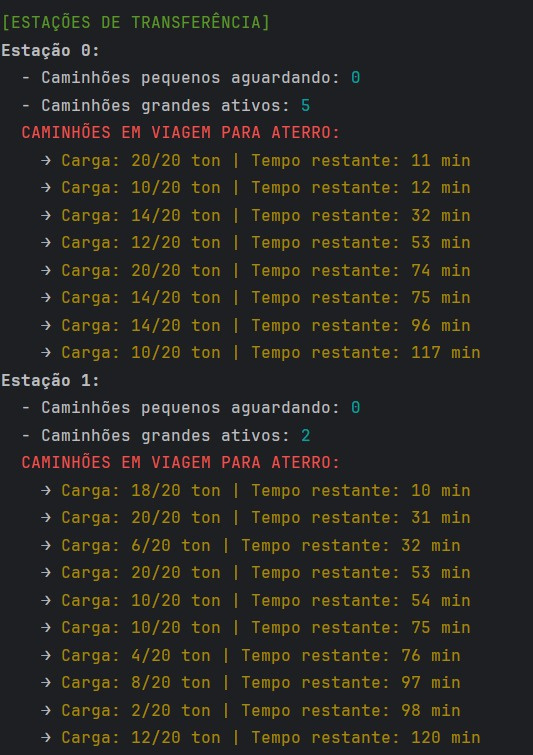 [ESTAÇÕES DE TRANSFERÊNCIA]
Estação 0:
- Caminhões pequenos aguardando: 0
- Caminhões grandes ativos: 5
CAMINHÕES EM VIAGEM PARA ATERRO:
→ Carga: 20/20 ton | Tempo restante: 11 min
→ Carga: 10/20 ton | Tempo restante: 12 min
→ Carga: 14/20 ton | Tempo restante: 32 min
→ Carga: 12/20 ton | Tempo restante: 53 min
→ Carga: 20/20 ton | Tempo restante: 74 min
→ Carga: 14/20 ton | Tempo restante: 75 min
→ Carga: 14/20 ton | Tempo restante: 96 min
→ Carga: 10/20 ton | Tempo restante: 117 min
Estação 1:
- Caminhões pequenos aguardando: 0
- Caminhões grandes ativos: 2
CAMINHÕES EM VIAGEM PARA ATERRO:
→ Carga: 18/20 ton | Tempo restante: 10 min
→ Carga: 20/20 ton | Tempo restante: 31 min
→ Carga: 6/20 ton | Tempo restante: 32 min
→ Carga: 20/20 ton | Tempo restante: 53 min
→ Carga: 10/20 ton | Tempo restante: 54 min
→ Carga: 10/20 ton | Tempo restante: 75 min
→ Carga: 4/20 ton | Tempo restante: 76 min
→ Carga: 8/20 ton | Tempo restante: 97 min
→ Carga: 2/20 ton | Tempo restante: 98 min
→ Carga: 12/20 ton | Tempo restante: 120 min